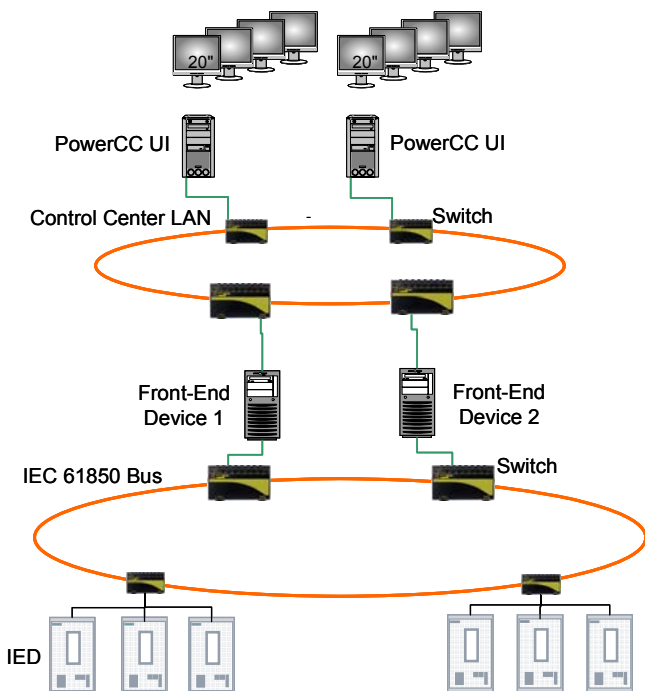 20"
20"
PowerCC UI
PowerCC UI
Control Center LAN
-
Switch
Front-End
Device 1
Front-End
Device 2
IEC 61850 Bus
Switch
IED